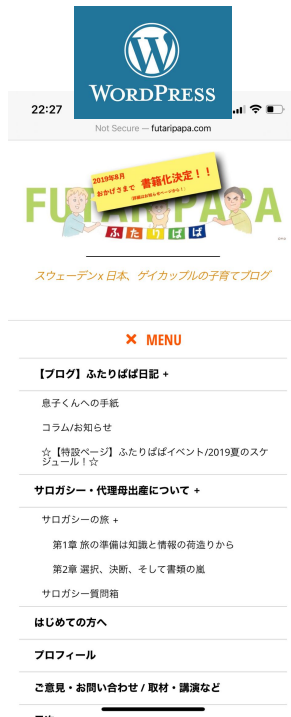 WORDPRESS
22:27
Not Secure — futaripapa.com
2019年8月
おかげさまで 書籍化決定！！
FUTARIPAPA
ふたりぱぱ
スウェーデン x 日本、ゲイカップルの子育てブログ
× MENU
【ブログ】ふたりぱぱ日記 +
息子くんへの手紙
コラム/お知らせ
☆【特設ページ】ふたりぱぱイベント/2019夏のスケ
ジュール！☆
サロガシー・代理母出産について +
サロガシーの旅 +
第1章 旅の準備は知識と情報の荷造りから
第2章 選択、決断、そして書類の嵐
サロガシー質問箱
はじめての方へ
プロフィール
ご意見・お問い合わせ / 取材・講演など